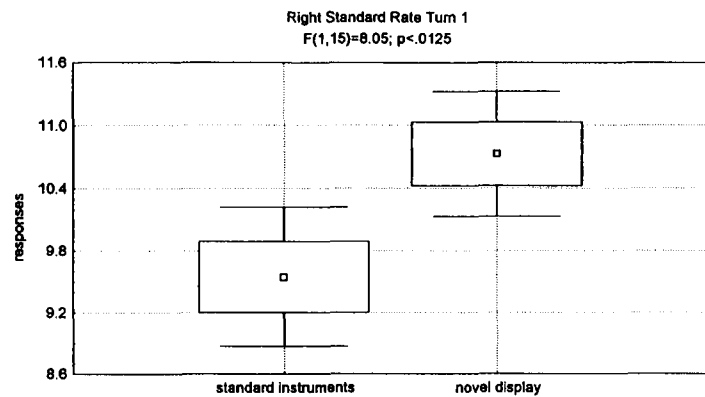 Right Standard Rate Turn 1
F(1,15)=8.05; p<.0125
11.6
11.0
10.4
9.8
9.2
8.6
responses
standard instruments
novel display